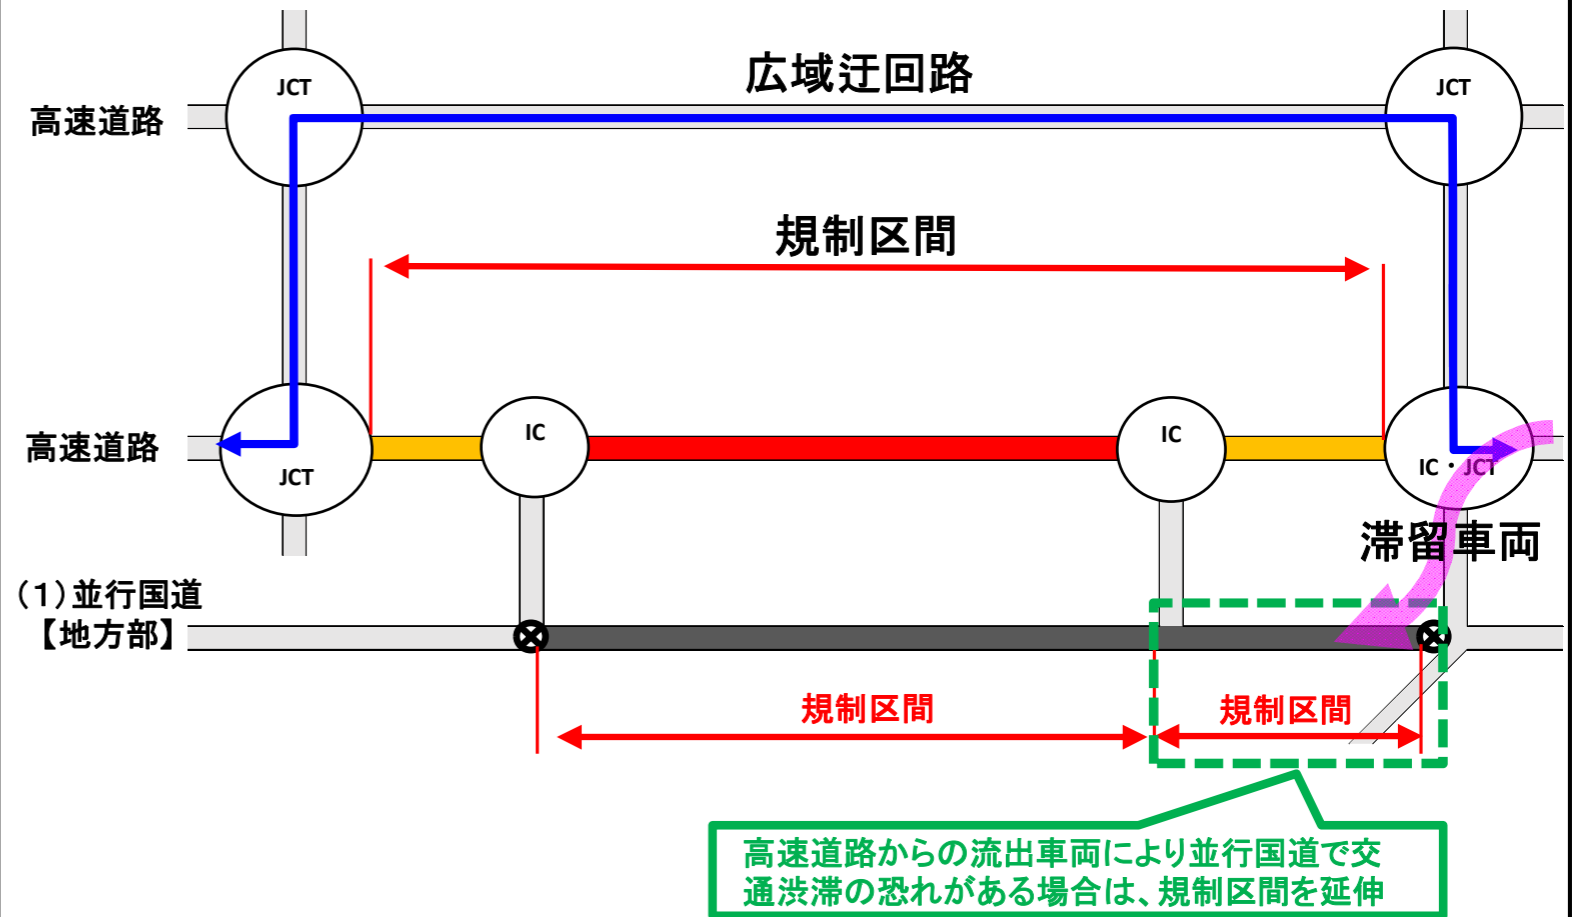 JCT
JCT
広域迂回路
高速道路
規制区間
高速道路
IC
IC
JCT
IC・JCT
滞留車両
（１）並行国道
【地方部】
規制区間
規制区間
高速道路からの流出車両により並行国道で交
通渋滞の恐れがある場合は、規制区間を延伸